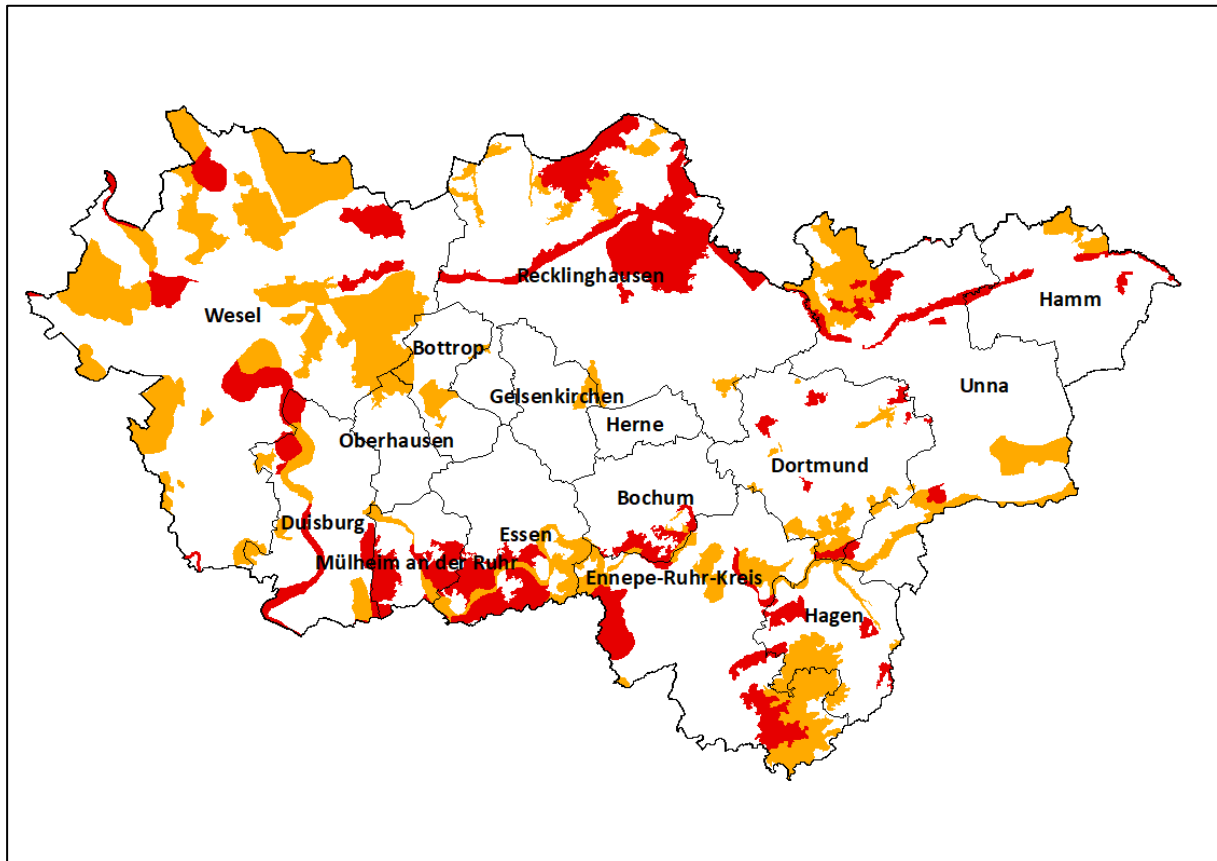 Recklinghausen
Hamm
Wesel
Bottrop
Unna
Gelsenkirchen
Herne
Oberhausen
Dortmund
Bochum
Duisburg
Essen
Mülheim an der Ruhr
Ennepe-Ruhr-Kreis
Hagen